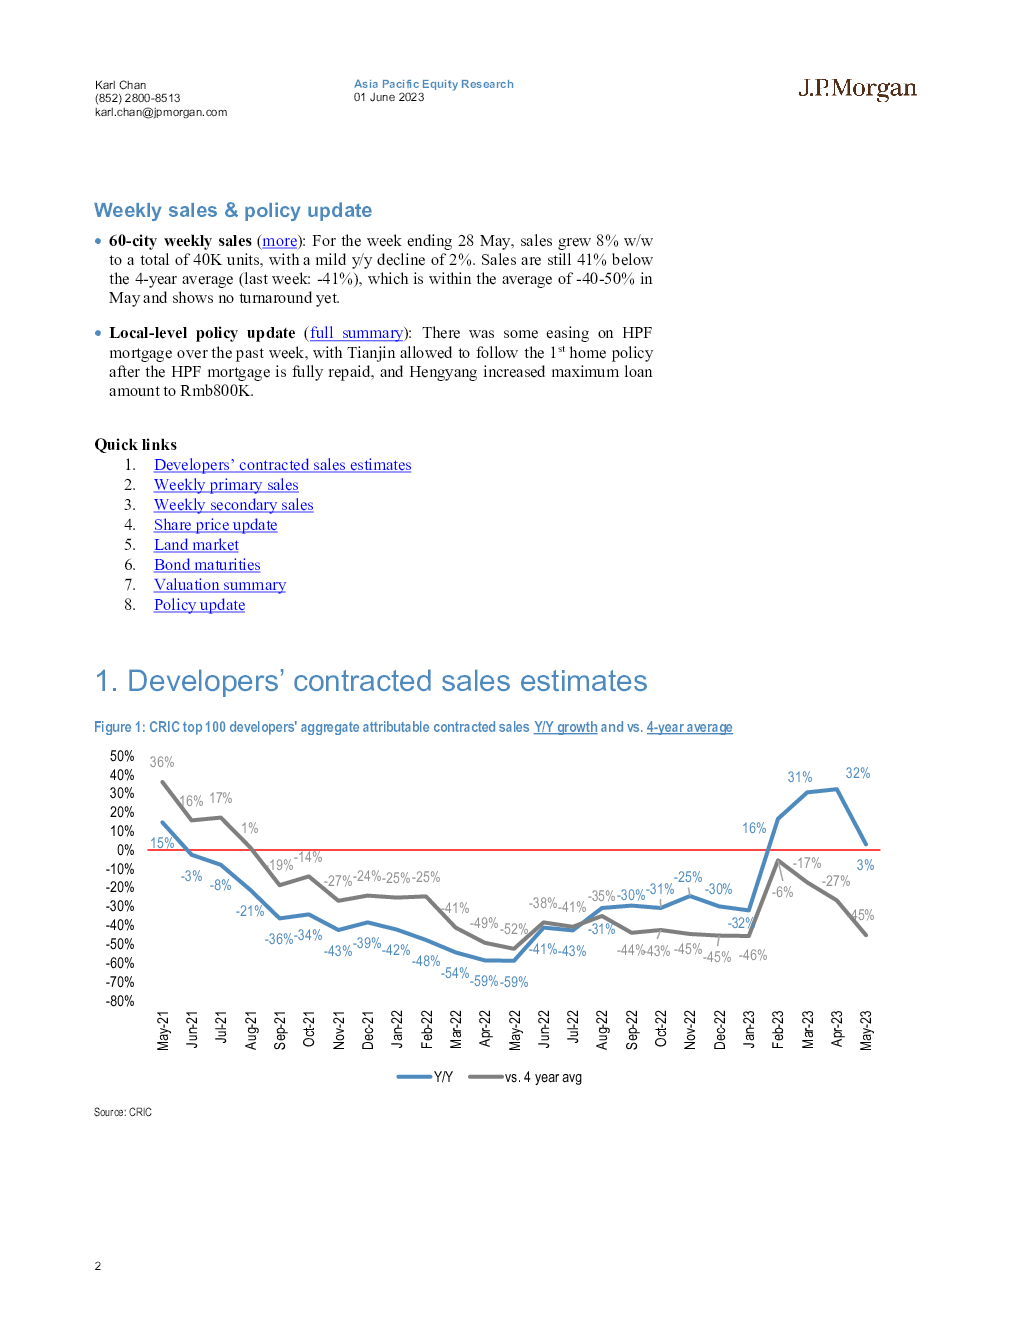 Karl Chan
(852) 2800-8513
karl.chan@jpmorgan.com
Asia Pacific Equity Research
01 June 2023
J.P.Morgan
Weekly sales & policy update
• 60-city weekly sales (more): For the week ending 28 May, sales grew 8% w/w
to a total of 40K units, with a mild y/y decline of 2%. Sales are still 41% below
the 4-year average (last week: -41%), which is within the average of -40-50% in
May and shows no turnaround yet.
• Local-level policy update (full summary): There was some easing on HPF
mortgage over the past week, with Tianjin allowed to follow the 1st home policy
after the HPF mortgage is fully repaid, and Hengyang increased maximum loan
amount to Rmb800K.
Quick links
1. Developers’ contracted sales estimates
2. Weekly primary sales
3. Weekly secondary sales
4. Share price update
5. Land market
6. Bond maturities
7. Valuation summary
8. Policy update
1. Developers’ contracted sales estimates
Figure 1: CRIC top 100 developers' aggregate attributable contracted sales Y/Y growth and vs. 4-year average
50%
40%
30%
20%
10%
0%
-10%
-20%
-30%
-40%
-50%
-60%
-70%
-80%
36% 16% 17% 1% -19% -14% -27% -24% -25% -25% -41% -49% -52% -38% -41% -35% -44% -43% -45% -45% -46% -6% -17% -27% -45%
15% -3% -8% -21% -36% -34% -43% -39% -42% -48% -54% -59% -59% -41% -43% -31% -30% -31% -25% -30% -32% 16% 31% 32% 3%
May-21 Jun-21 Jul-21 Aug-21 Sep-21 Oct-21 Nov-21 Dec-21 Jan-22 Feb-22 Mar-22 Apr-22 May-22 Jun-22 Jul-22 Aug-22 Sep-22 Oct-22 Nov-22 Dec-22 Jan-23 Feb-23 Mar-23 Apr-23 May-23
Y/Y vs. 4 year avg
Source: CRIC
2